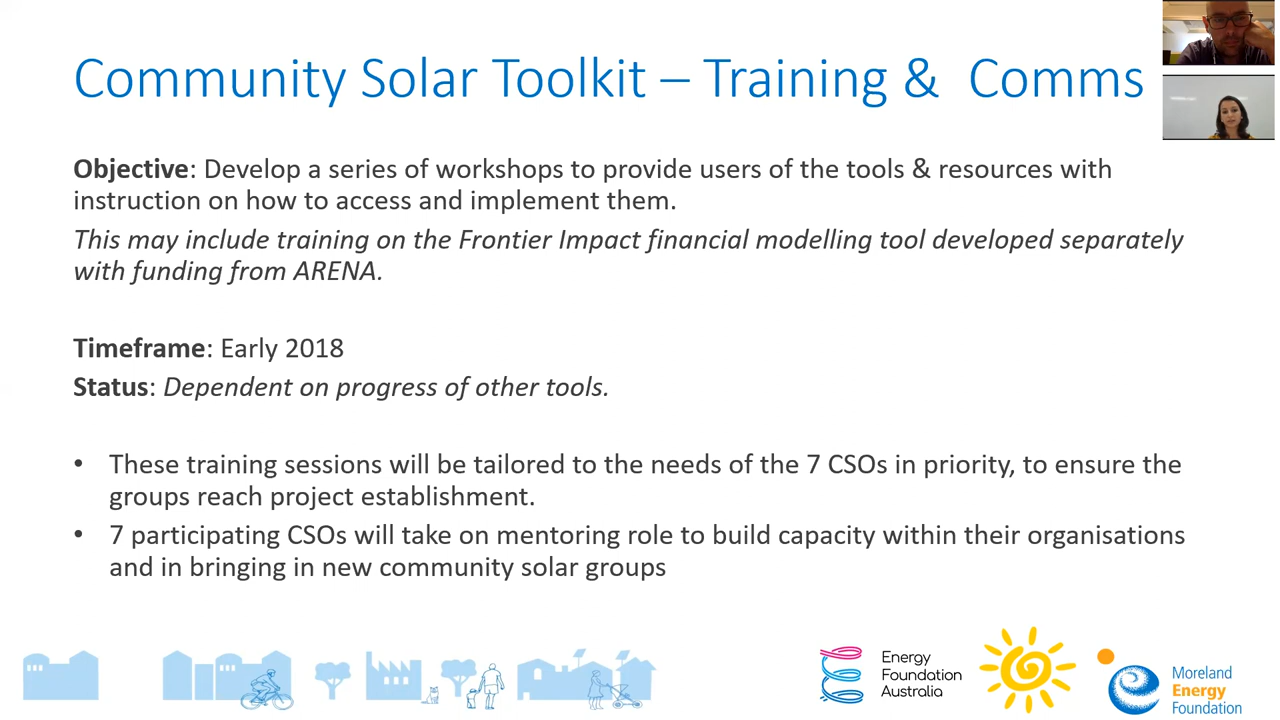 Community Solar Toolkit – Training & Comms
Objective: Develop a series of workshops to provide users of the tools & resources with
instruction on how to access and implement them.
This may include training on the Frontier Impact financial modelling tool developed separately
with funding from ARENA.
Timeframe: Early 2018
Status: Dependent on progress of other tools.
• These training sessions will be tailored to the needs of the 7 CSOs in priority, to ensure the
groups reach project establishment.
• 7 participating CSOs will take on mentoring role to build capacity within their organisations
and in bringing in new community solar groups
Energy
Foundation
Australia
Moreland
Energy
Foundation